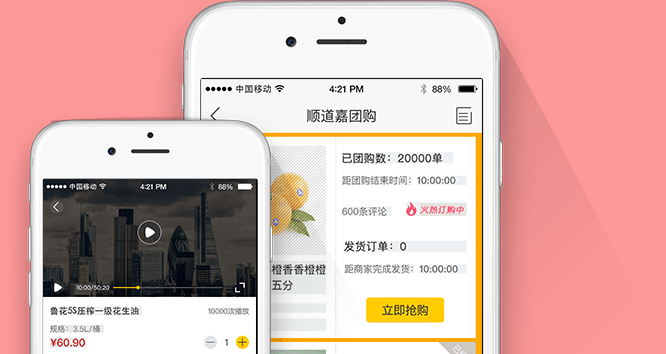 中国移动 4:21 PM 88%
顺道嘉团购
已团购数：20000单
距团购结束时间：10:00:00
600条评论 火热订购中
发货订单：0
距商家完成发货：10:00:00
立即抢购
橙香香橙橙
五分
中国移动 4:21 PM 88%
10:00/50:20
鲁花5S压榨一级花生油 10000次播放
规格：3.5L/桶
¥60.90 1